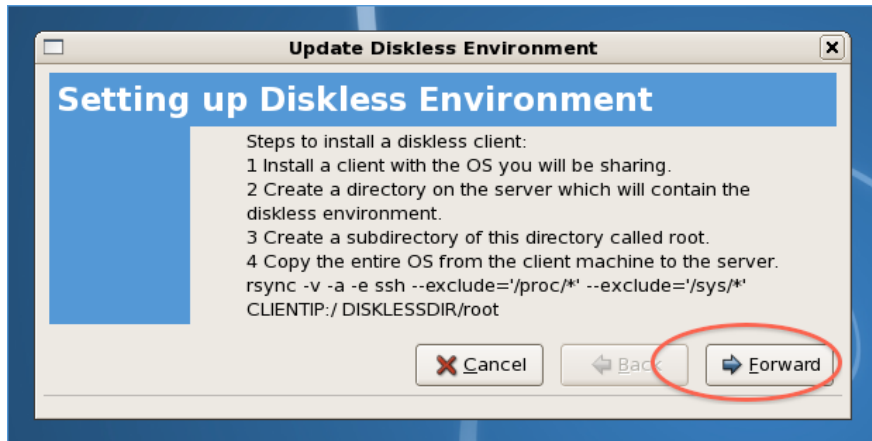 Update Diskless Environment
Setting up Diskless Environment
Steps to install a diskless client:
1 Install a client with the OS you will be sharing.
2 Create a directory on the server which will contain the
diskless environment.
3 Create a subdirectory of this directory called root.
4 Copy the entire OS from the client machine to the server.
rsync -v -a -e ssh --exclude='/proc/*' --exclude='/sys/*'
CLIENTIP:/ DISKLESSDIR/root
Cancel Back Forward